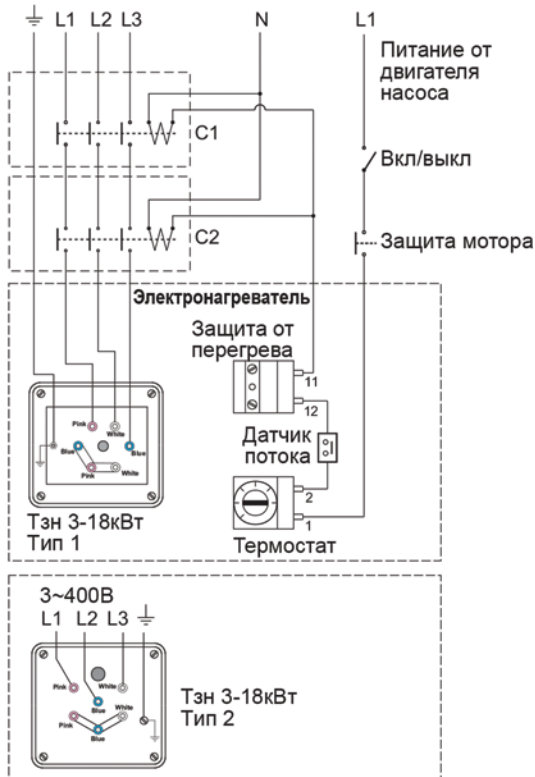 L1 L2 L3 N L1
Питание от
двигателя
насоса
C1
Вкл/выкл
C2
Защита мотора
Электронагреватель
Защита от
перегрева
11
12
Датчик
потока
2
1
Термостат
Pink
White
Blue
Blue
Pink
White
Тзн 3-18кВт
Тип 1
3~400В
L1 L2 L3
Pink
White
Blue
Pink
White
Blue
Тзн 3-18кВт
Тип 2